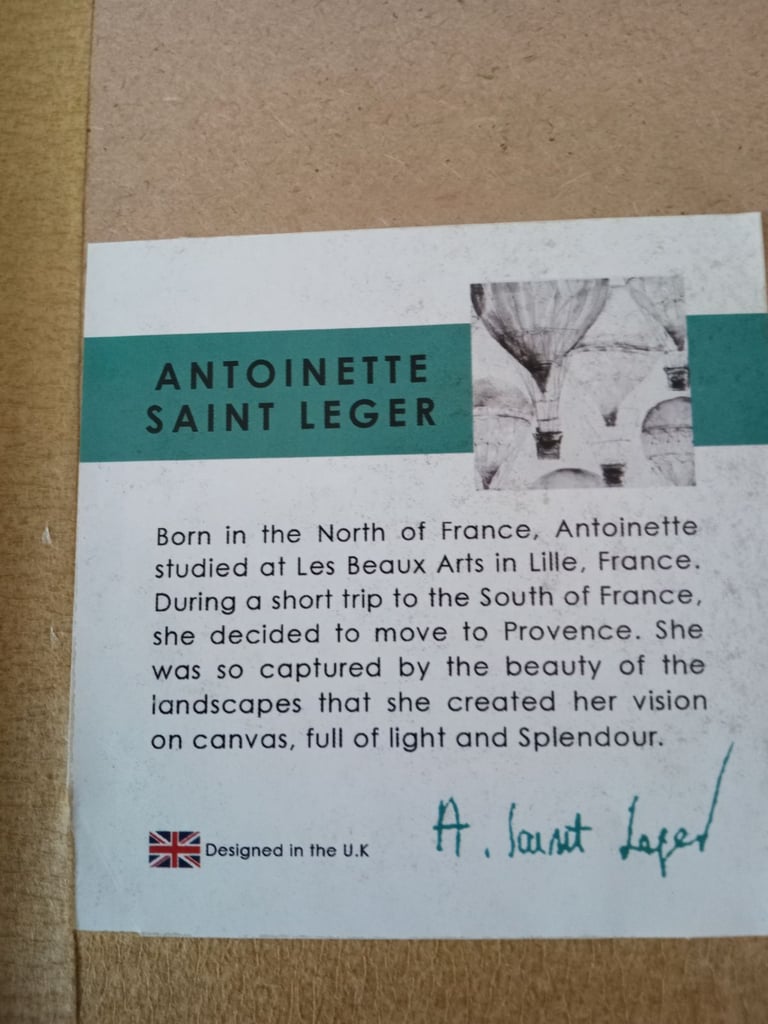 ANTOINETTE
SAINT LEGER
Born in the North of France, Antoinette
studied at Les Beaux Arts in Lille, France.
During a short trip to the South of France,
she decided to move to Provence. She
was so captured by the beauty of the
landscapes that she created her vision
on canvas, full of light and Splendour.
Designed in the U.K
A. Saint Leger